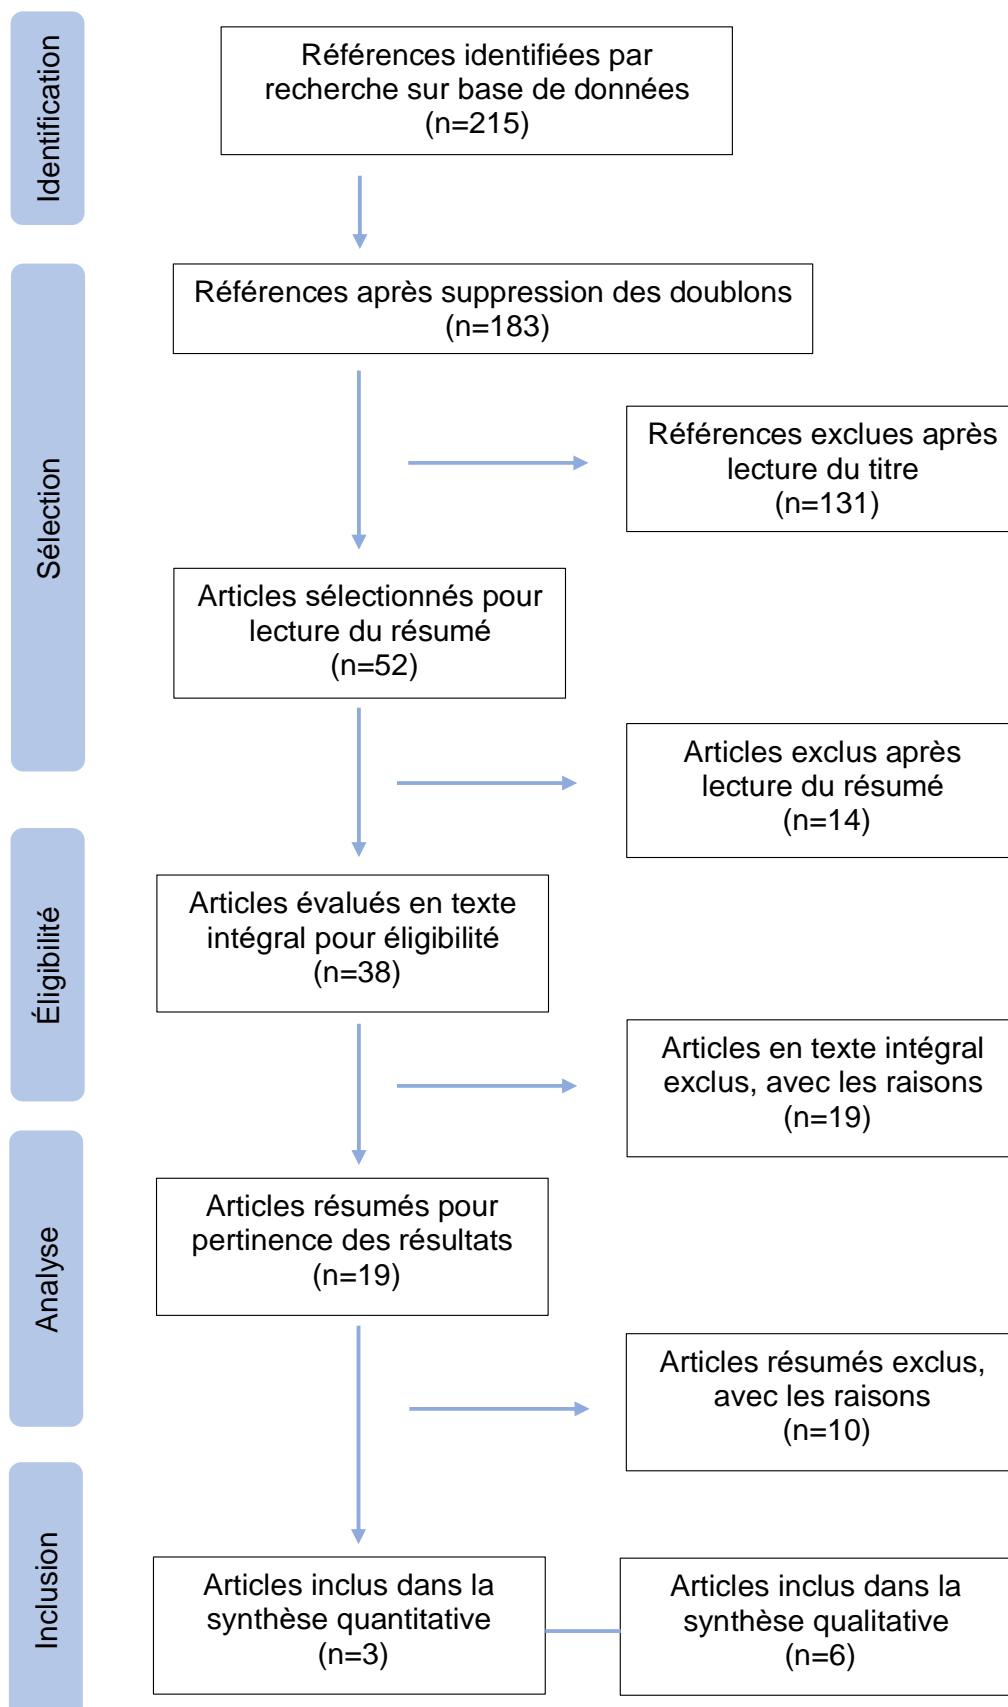 Identification
Références identifiées par
recherche sur base de données
(n=215)
Sélection
Références après suppression des doublons
(n=183)
Références exclues après
lecture du titre
(n=131)
Articles sélectionnés pour
lecture du résumé
(n=52)
Articles exclus après
lecture du résumé
(n=14)
Éligibilité
Articles évalués en texte
intégral pour éligibilité
(n=38)
Articles en texte intégral
exclus, avec les raisons
(n=19)
Analyse
Articles résumés pour
pertinence des résultats
(n=19)
Articles résumés exclus,
avec les raisons
(n=10)
Inclusion
Articles inclus dans la
synthèse quantitative
(n=3)
Articles inclus dans la
synthèse qualitative
(n=6)